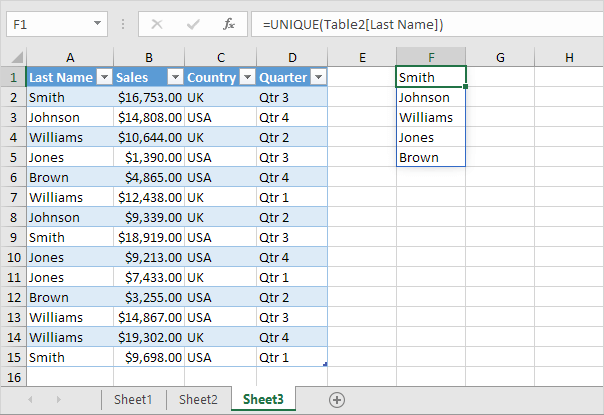 F1 fx =UNIQUE(Table2[Last Name])
A B C D E F G H
1 Last Name Sales Country Quarter Smith
2 Smith $16,753.00 UK Qtr 3 Johnson
3 Johnson $14,808.00 USA Qtr 4 Williams
4 Williams $10,644.00 UK Qtr 2 Jones
5 Jones $1,390.00 USA Qtr 3 Brown
6 Brown $4,865.00 USA Qtr 4
7 Williams $12,438.00 UK Qtr 1
8 Johnson $9,339.00 UK Qtr 2
9 Smith $18,919.00 USA Qtr 3
10 Jones $9,213.00 USA Qtr 4
11 Jones $7,433.00 UK Qtr 1
12 Brown $3,255.00 USA Qtr 2
13 Williams $14,867.00 USA Qtr 3
14 Williams $19,302.00 UK Qtr 4
15 Smith $9,698.00 USA Qtr 1
16
Sheet1 Sheet2 Sheet3